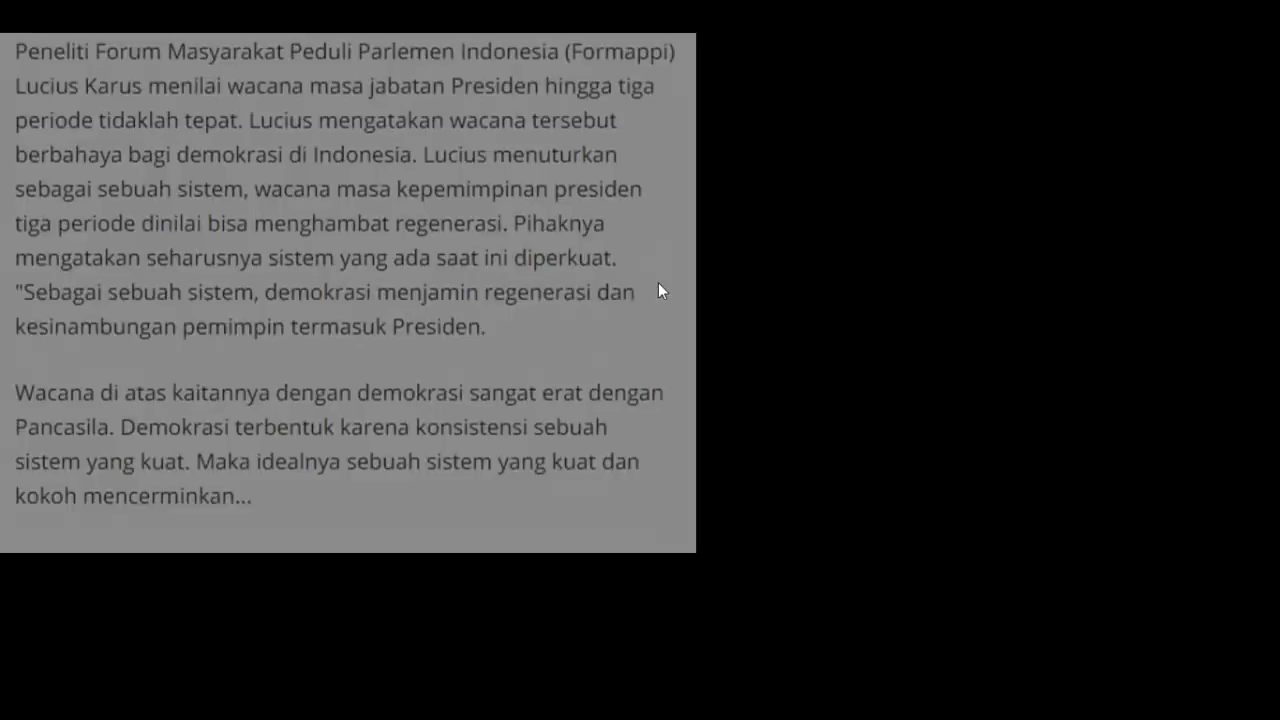 Peneliti Forum Masyarakat Peduli Parlemen Indonesia (Formappi)
Lucius Karus menilai wacana masa jabatan Presiden hingga tiga
periode tidaklah tepat. Lucius mengatakan wacana tersebut
berbahaya bagi demokrasi di Indonesia. Lucius menuturkan
sebagai sebuah sistem, wacana masa kepemimpinan presiden
tiga periode dinilai bisa menghambat regenerasi. Pihaknya
mengatakan seharusnya sistem yang ada saat ini diperkuat.
"Sebagai sebuah sistem, demokrasi menjamin regenerasi dan
kesinambungan pemimpin termasuk Presiden.
Wacana di atas kaitannya dengan demokrasi sangat erat dengan
Pancasila. Demokrasi terbentuk karena konsistensi sebuah
sistem yang kuat. Maka idealnya sebuah sistem yang kuat dan
kokoh mencerminkan...